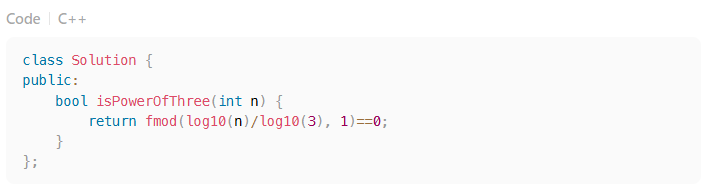 Code | C++
class Solution {
public:
    bool isPowerOfThree(int n) {
        return fmod(log10(n)/log10(3), 1)==0;
    }
};